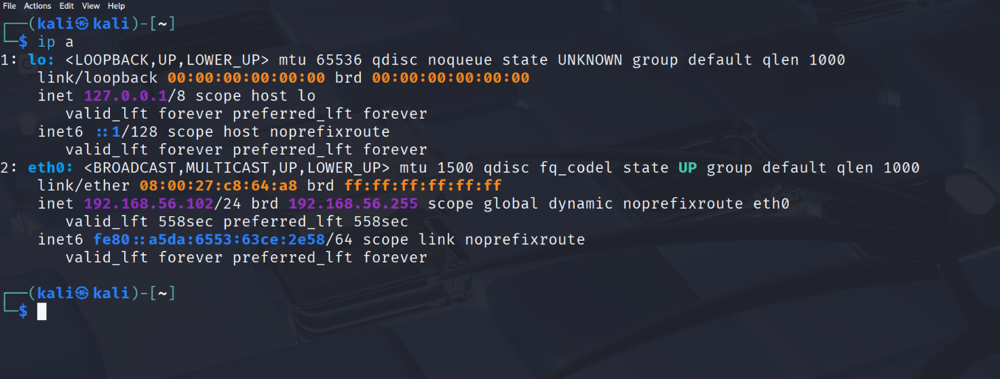 File Actions Edit View Help
┌──(kali㉿kali)-[~]
└─$ ip a
1: lo: <LOOPBACK,UP,LOWER_UP> mtu 65536 qdisc noqueue state UNKNOWN group default qlen 1000
    link/loopback 00:00:00:00:00:00 brd 00:00:00:00:00:00
    inet 127.0.0.1/8 scope host lo
       valid_lft forever preferred_lft forever
    inet6 ::1/128 scope host noprefixroute
       valid_lft forever preferred_lft forever
2: eth0: <BROADCAST,MULTICAST,UP,LOWER_UP> mtu 1500 qdisc fq_codel state UP group default qlen 1000
    link/ether 08:00:27:c8:64:a8 brd ff:ff:ff:ff:ff:ff
    inet 192.168.56.102/24 brd 192.168.56.255 scope global dynamic noprefixroute eth0
       valid_lft 558sec preferred_lft 558sec
    inet6 fe80::a5da:6553:63ce:2e58/64 scope link noprefixroute
       valid_lft forever preferred_lft forever
┌──(kali㉿kali)-[~]
└─$
Trash